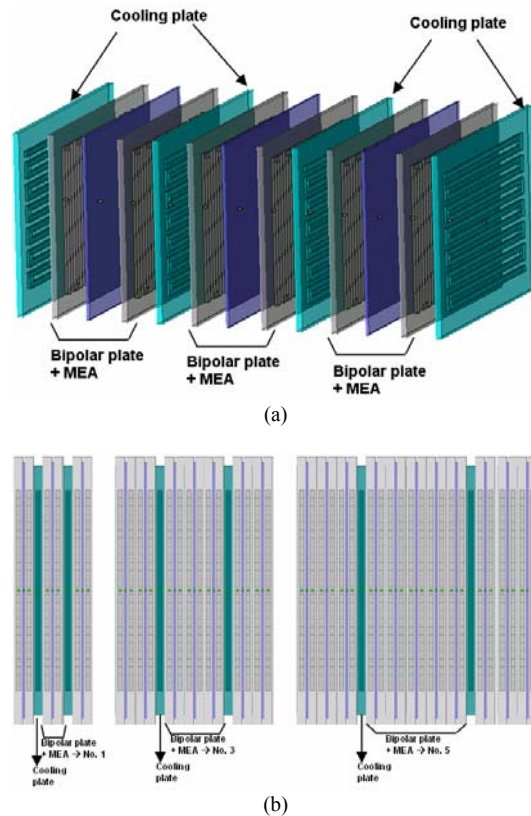 Cooling plate
Cooling plate
Bipolar plate
+ MEA
Bipolar plate
+ MEA
Bipolar plate
+ MEA
(a)
Bipolar plate
+ MEA → No. 1
Cooling
plate
Bipolar plate
+ MEA → No. 3
Cooling
plate
Bipolar plate
+ MEA → No. 5
Cooling
plate
(b)